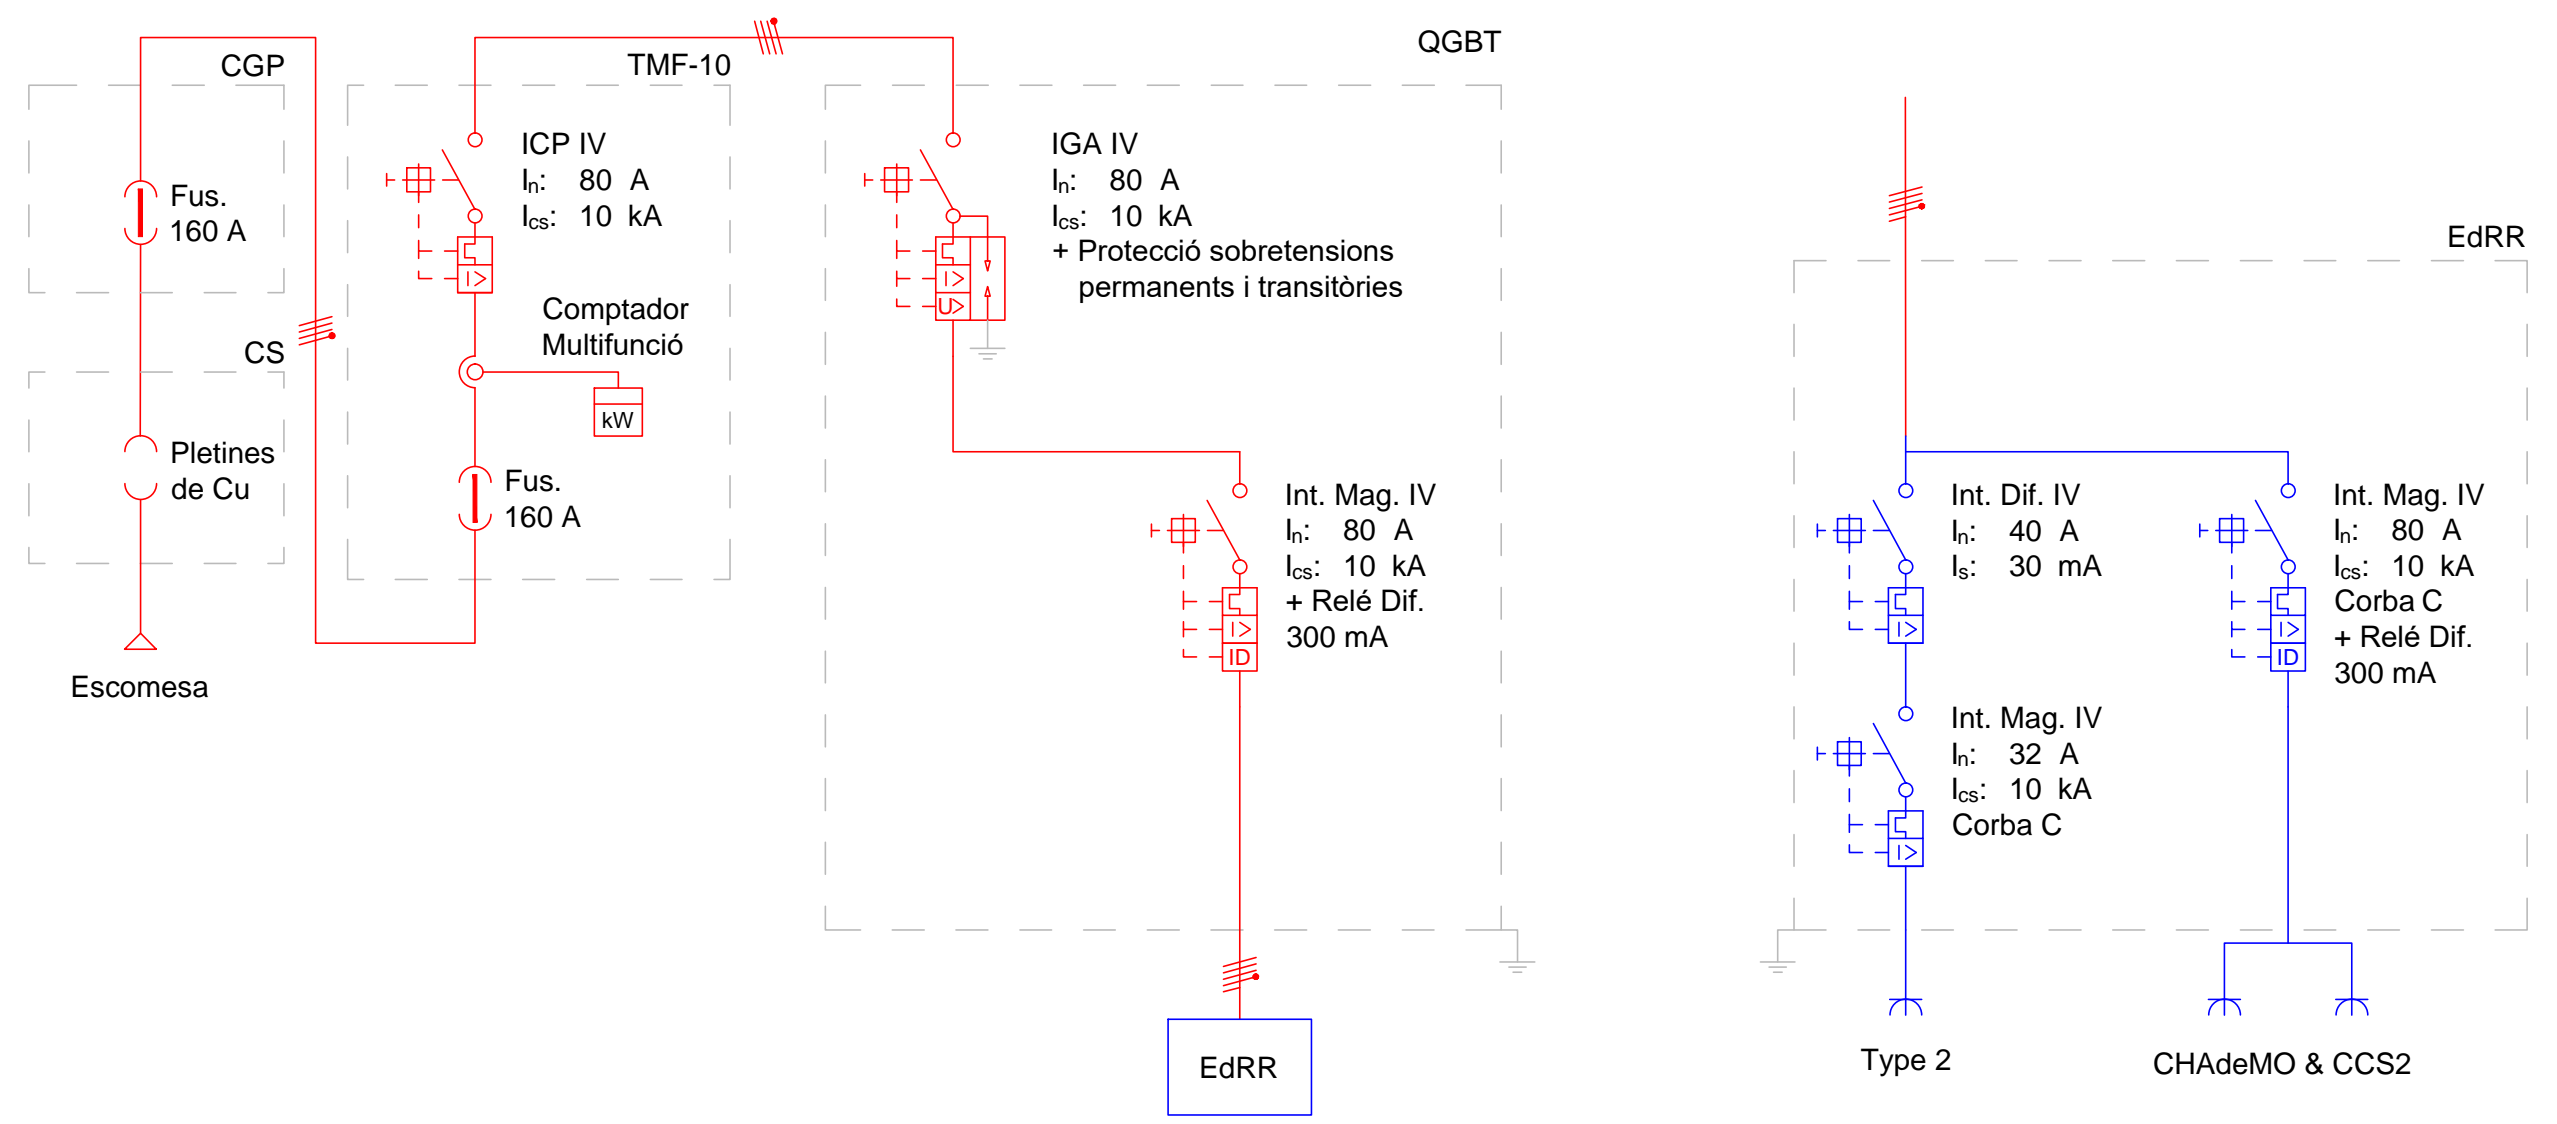 CGP
Fus.
160 A
CS
Pletines
de Cu
Escomesa
TMF-10
ICP IV
In: 80 A
Ics: 10 kA
I>
Comptador
Multifunció
kW
Fus.
160 A
QGBT
IGA IV
In: 80 A
Ics: 10 kA
+ Protecció sobretensions
permanents i transitòries
I>
U>
Int. Mag. IV
In: 80 A
Ics: 10 kA
+ Relé Dif.
300 mA
I>
ID
EdRR
EdRR
Int. Dif. IV
In: 40 A
Is: 30 mA
I>
Int. Mag. IV
In: 32 A
Ics: 10 kA
Corba C
I>
Type 2
Int. Mag. IV
In: 80 A
Ics: 10 kA
Corba C
+ Relé Dif.
300 mA
I>
ID
CHAdeMO & CCS2